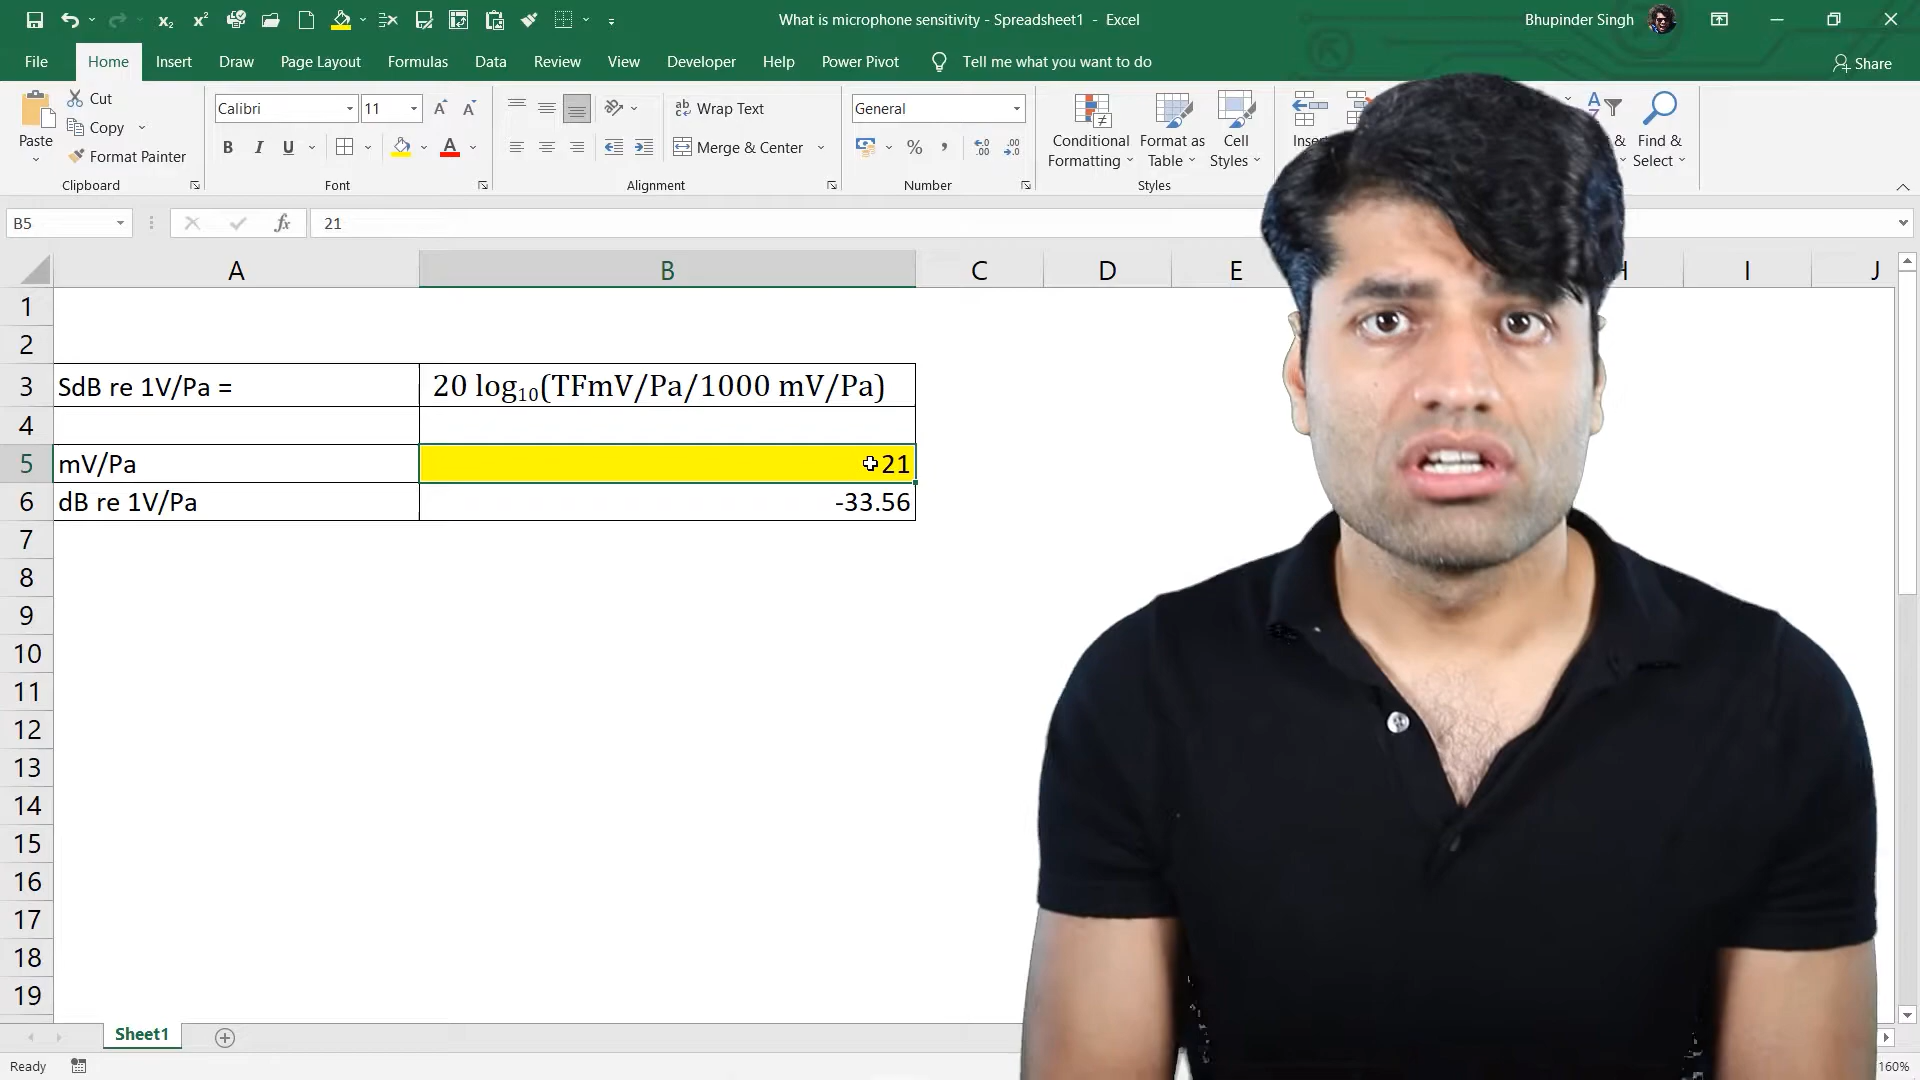 What is microphone sensitivity - Spreadsheet1 - Excel
Bhupinder Singh
File Home Insert Draw Page Layout Formulas Data Review View Developer Help Power Pivot Tell me what you want to do
Share
Paste
Cut
Copy
Format Painter
Clipboard
Calibri 11
B I U
Font
Wrap Text
Merge & Center
Alignment
General
Number
Conditional Formatting
Format as Table
Cell Styles
Styles
Find & Select
B5 fx 21
A B C D E H I J
1
2
3 SdB re 1V/Pa = 20 log₁₀(TFmV/Pa/1000 mV/Pa)
4
5 mV/Pa 21
6 dB re 1V/Pa -33.56
7
8
9
10
11
12
13
14
15
16
17
18
19
Sheet1
Ready
160%